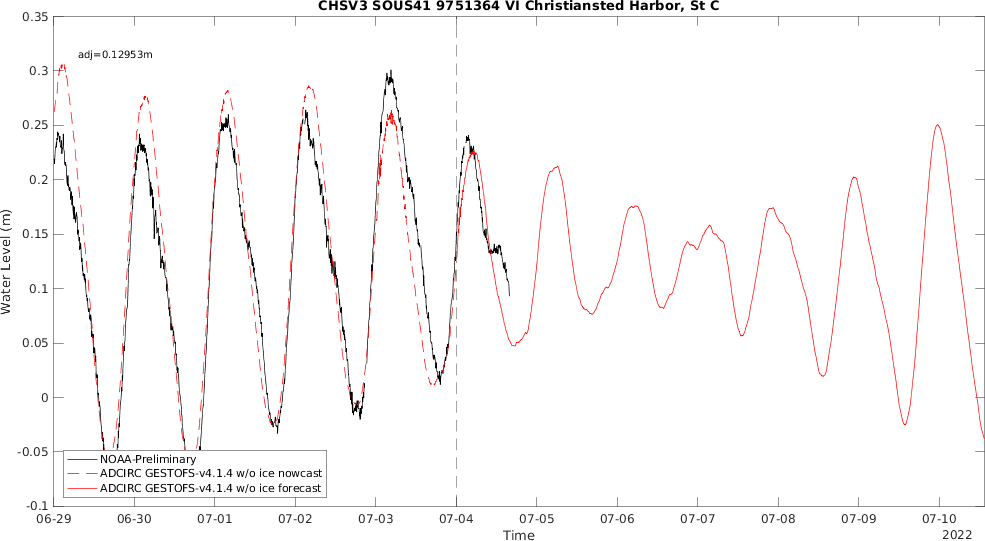 CHSV3 SOUS41 9751364 VI Christiansted Harbor, St C
adj=0.12953m
0.35
0.3
0.25
0.2
0.15
0.1
0.05
0
-0.05
-0.1
Water Level (m)
NOAA-Preliminary
ADCIRC GESTOFS-v4.1.4 w/o ice nowcast
ADCIRC GESTOFS-v4.1.4 w/o ice forecast
06-29 06-30 07-01 07-02 07-03 07-04 07-05 07-06 07-07 07-08 07-09 07-10
Time
2022